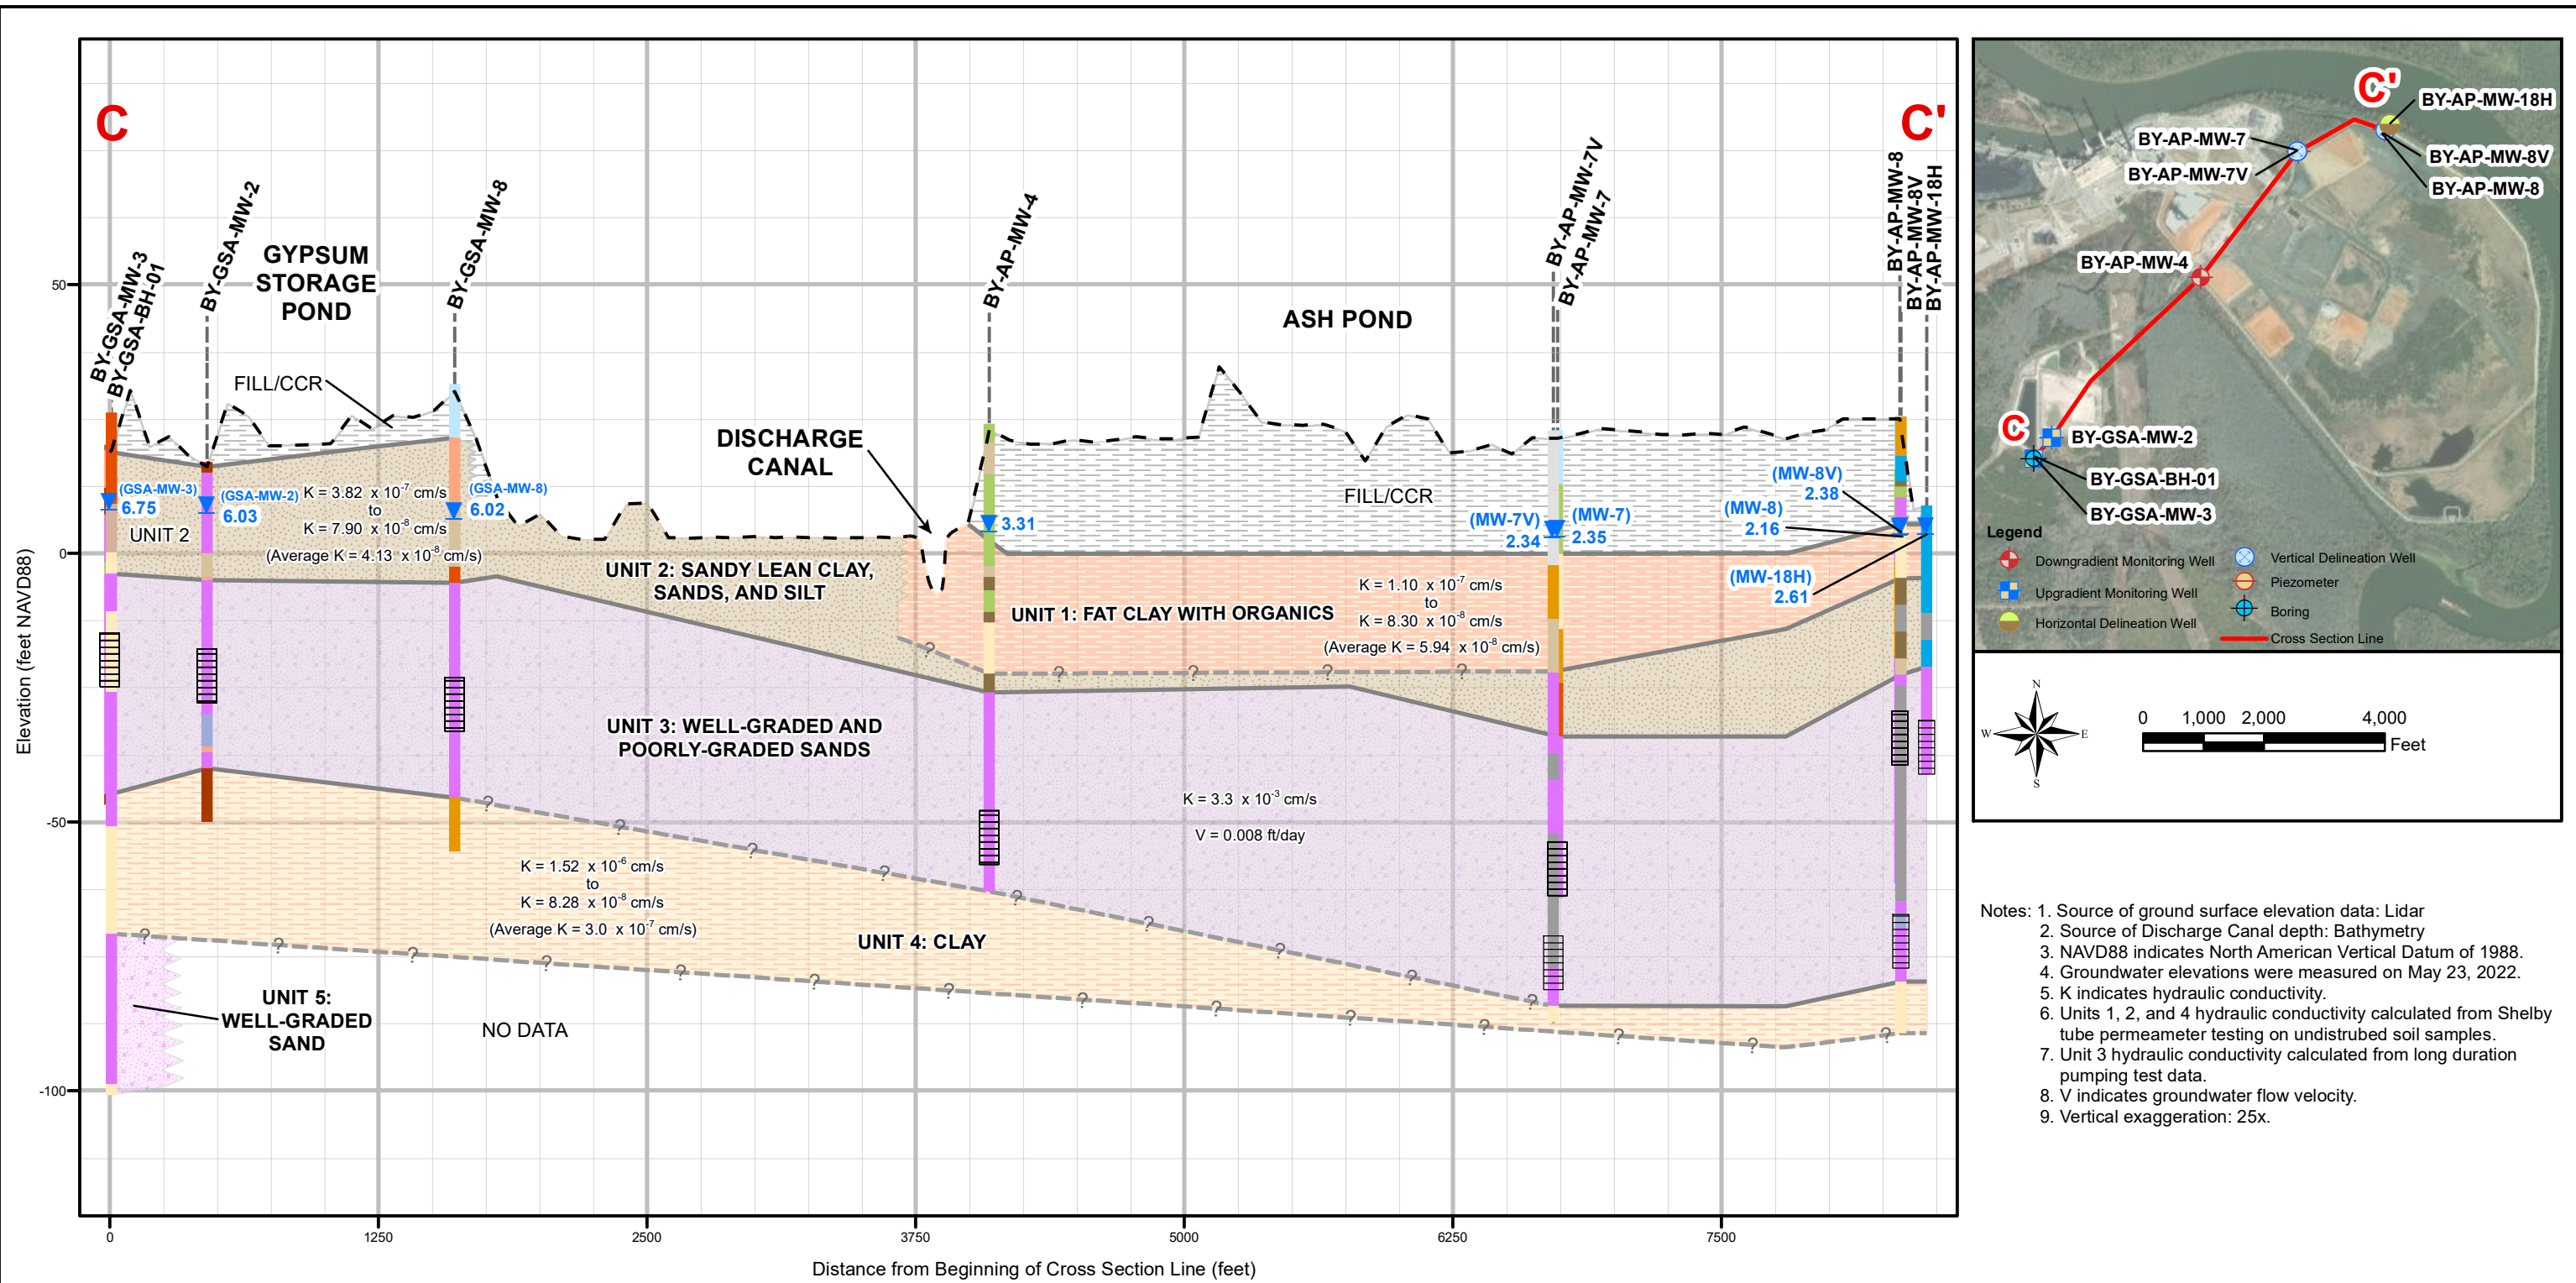 C
C'
BY-GSA-MW-3
BY-GSA-BH-01
BY-GSA-MW-2
GYPSUM
STORAGE
POND
BY-GSA-MW-8
BY-AP-MW-4
BY-AP-MW-7V
BY-AP-MW-7
BY-AP-MW-8
BY-AP-MW-8V
BY-AP-MW-18H
ASH POND
FILL/CCR
DISCHARGE
CANAL
FILL/CCR
(GSA-MW-3)
6.75
(GSA-MW-2)
6.03
K = 3.82 x 10-7 cm/s
to
K = 7.90 x 10-8 cm/s
(Average K = 4.13 x 10-8 cm/s)
(GSA-MW-8)
6.02
UNIT 2
3.31
(MW-7V)
2.34
(MW-7)
2.35
(MW-8V)
2.38
(MW-8)
2.16
(MW-18H)
2.61
UNIT 2: SANDY LEAN CLAY,
SANDS, AND SILT
UNIT 1: FAT CLAY WITH ORGANICS
K = 1.10 x 10-7 cm/s
to
K = 8.30 x 10-8 cm/s
(Average K = 5.94 x 10-8 cm/s)
? ? ? ? ?
UNIT 3: WELL-GRADED AND
POORLY-GRADED SANDS
K = 3.3 x 10-3 cm/s
V = 0.008 ft/day
? ? ? ? ? ? ? ? ?
K = 1.52 x 10-6 cm/s
to
K = 8.28 x 10-8 cm/s
(Average K = 3.0 x 10-7 cm/s)
UNIT 4: CLAY
? ? ? ? ? ? ? ? ? ? ? ? ? ?
UNIT 5:
WELL-GRADED
SAND
NO DATA
Elevation (feet NAVD88)
50
0
-50
-100
0
1250
2500
3750
5000
6250
7500
Distance from Beginning of Cross Section Line (feet)
C'
BY-AP-MW-18H
BY-AP-MW-7
BY-AP-MW-8V
BY-AP-MW-7V
BY-AP-MW-8
BY-AP-MW-4
C
BY-GSA-MW-2
BY-GSA-BH-01
BY-GSA-MW-3
Legend
Downgradient Monitoring Well
Upgradient Monitoring Well
Horizontal Delineation Well
Vertical Delineation Well
Piezometer
Boring
Cross Section Line
N
W
E
S
0 1,000 2,000 4,000
Feet
Notes: 1. Source of ground surface elevation data: Lidar
2. Source of Discharge Canal depth: Bathymetry
3. NAVD88 indicates North American Vertical Datum of 1988.
4. Groundwater elevations were measured on May 23, 2022.
5. K indicates hydraulic conductivity.
6. Units 1, 2, and 4 hydraulic conductivity calculated from Shelby
tube permeameter testing on undistrubed soil samples.
7. Unit 3 hydraulic conductivity calculated from long duration
pumping test data.
8. V indicates groundwater flow velocity.
9. Vertical exaggeration: 25x.